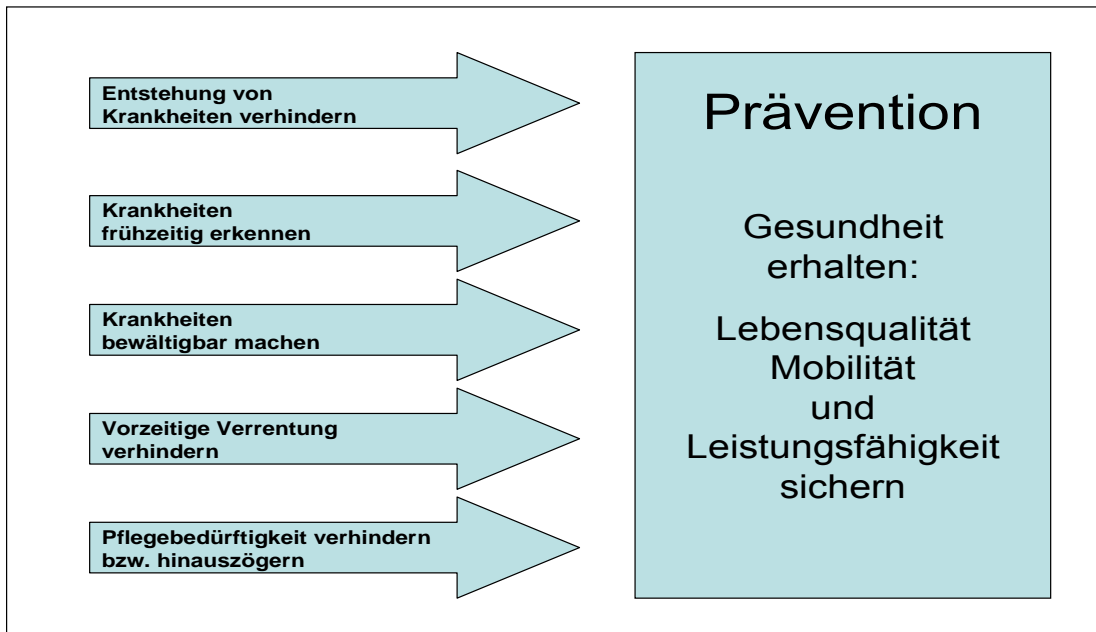 Entstehung von
Krankheiten verhindern
Krankheiten
frühzeitig erkennen
Krankheiten
bewältigbar machen
Vorzeitige Verrentung
verhindern
Pflegebedürftigkeit verhindern
bzw. hinauszögern
Prävention
Gesundheit
erhalten:
Lebensqualität
Mobilität
und
Leistungsfähigkeit
sichern